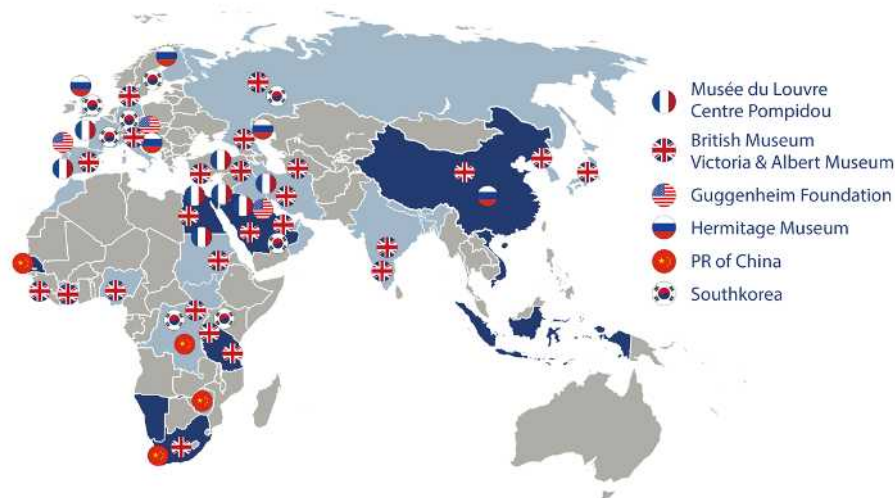 Musée du Louvre
Centre Pompidou
British Museum
Victoria & Albert Museum
Guggenheim Foundation
Hermitage Museum
PR of China
Southkorea